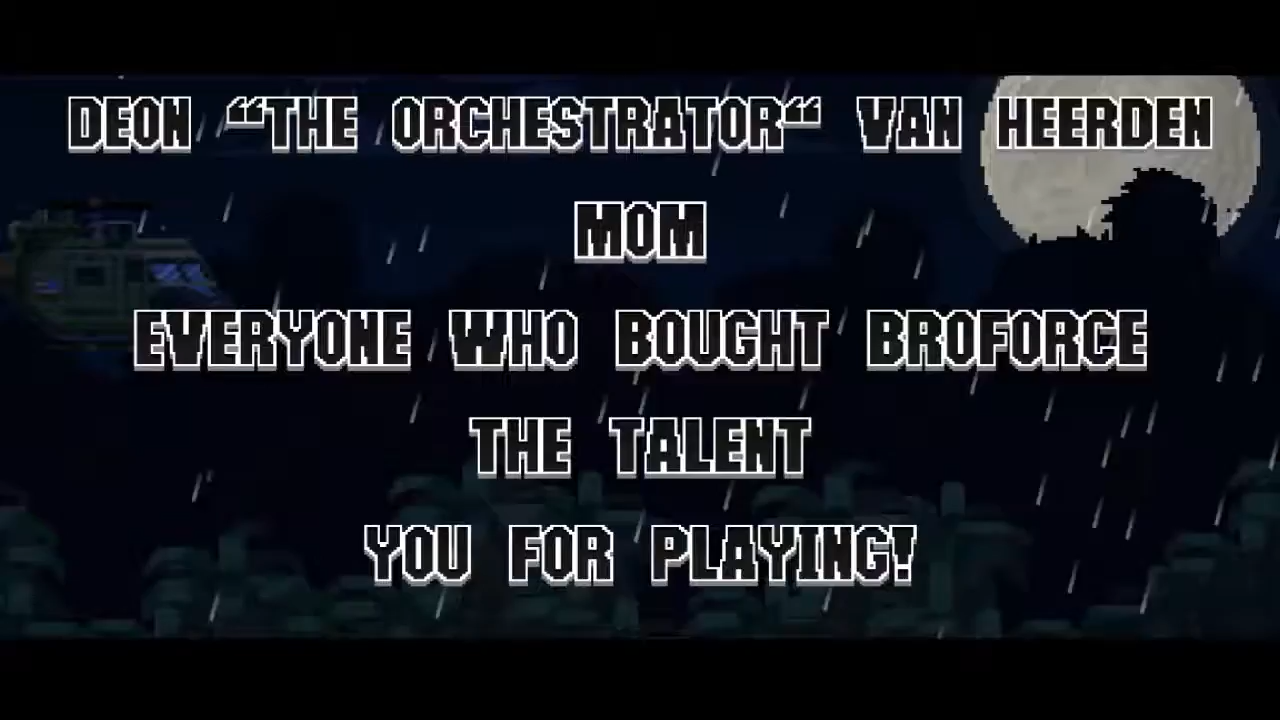 DEON “THE ORCHESTRATOR“ VAN HEERDEN
MOM
EVERYONE WHO BOUGHT BROFORCE
THE TALENT
YOU FOR PLAYING!